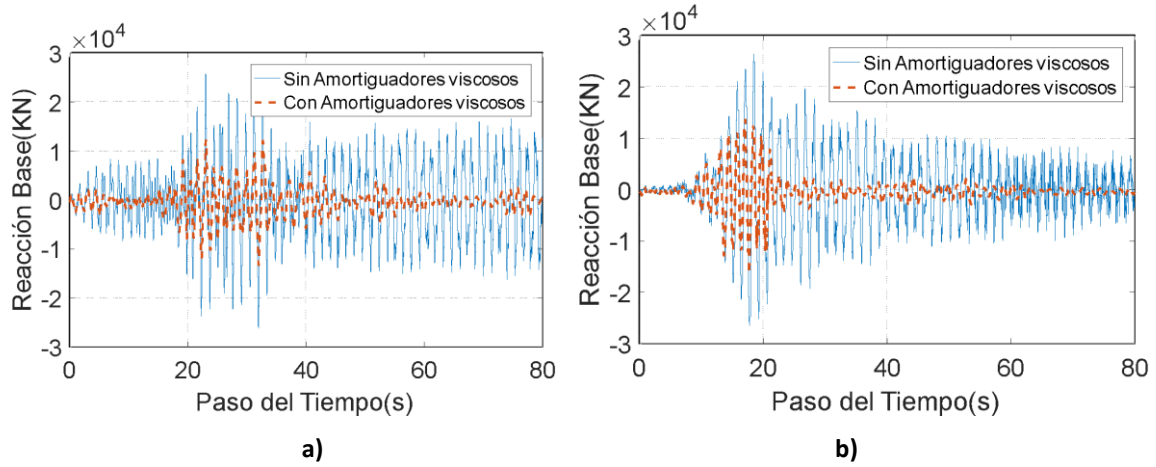 ×10⁴
3
2
1
0
-1
-2
-3
Reacción Base(KN)
Sin Amortiguadores viscosos
Con Amortiguadores viscosos
0
20
40
60
80
Paso del Tiempo(s)
a)
×10⁴
3
2
1
0
-1
-2
-3
Reacción Base(KN)
Sin Amortiguadores viscosos
Con Amortiguadores viscosos
0
20
40
60
80
Paso del Tiempo(s)
b)